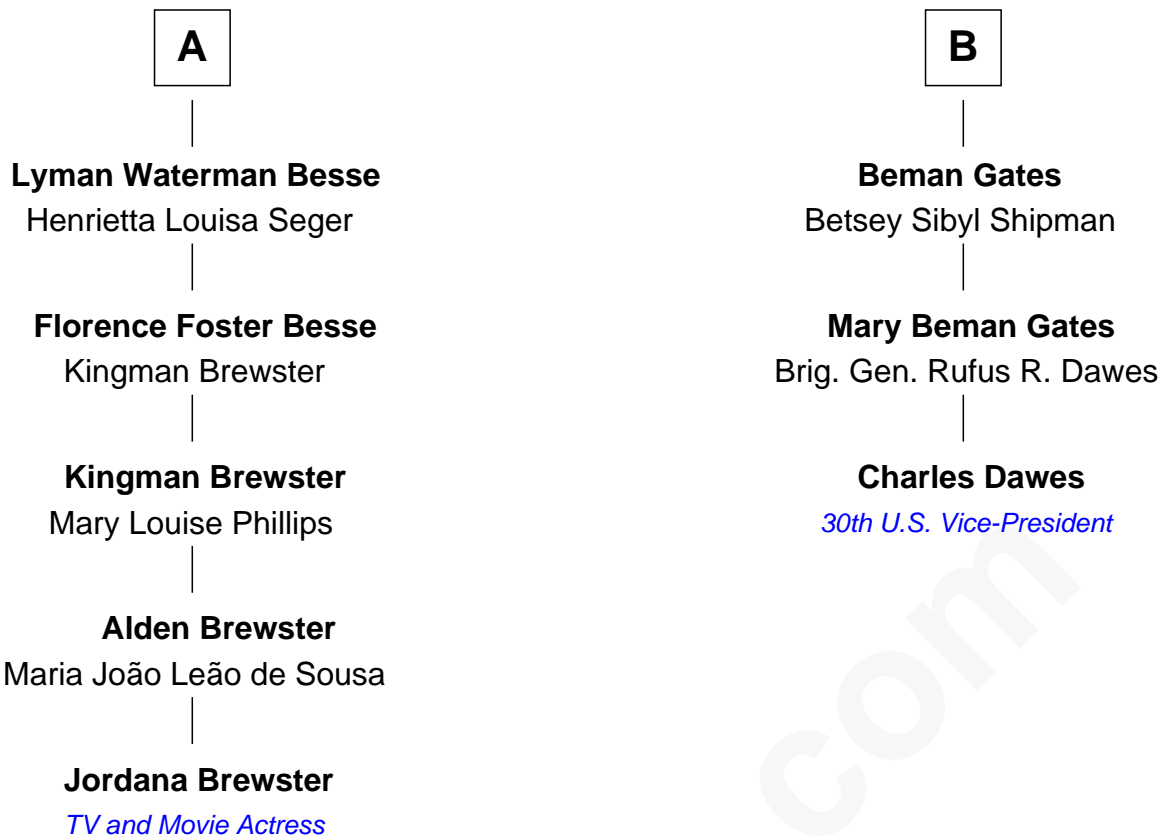 A
Lyman Waterman Besse
Henrietta Louisa Seger
Florence Foster Besse
Kingman Brewster
Kingman Brewster
Mary Louise Phillips
Alden Brewster
Maria João Leão de Sousa
Jordana Brewster
TV and Movie Actress
B
Beman Gates
Betsey Sibyl Shipman
Mary Beman Gates
Brig. Gen. Rufus R. Dawes
Charles Dawes
30th U.S. Vice-President
com